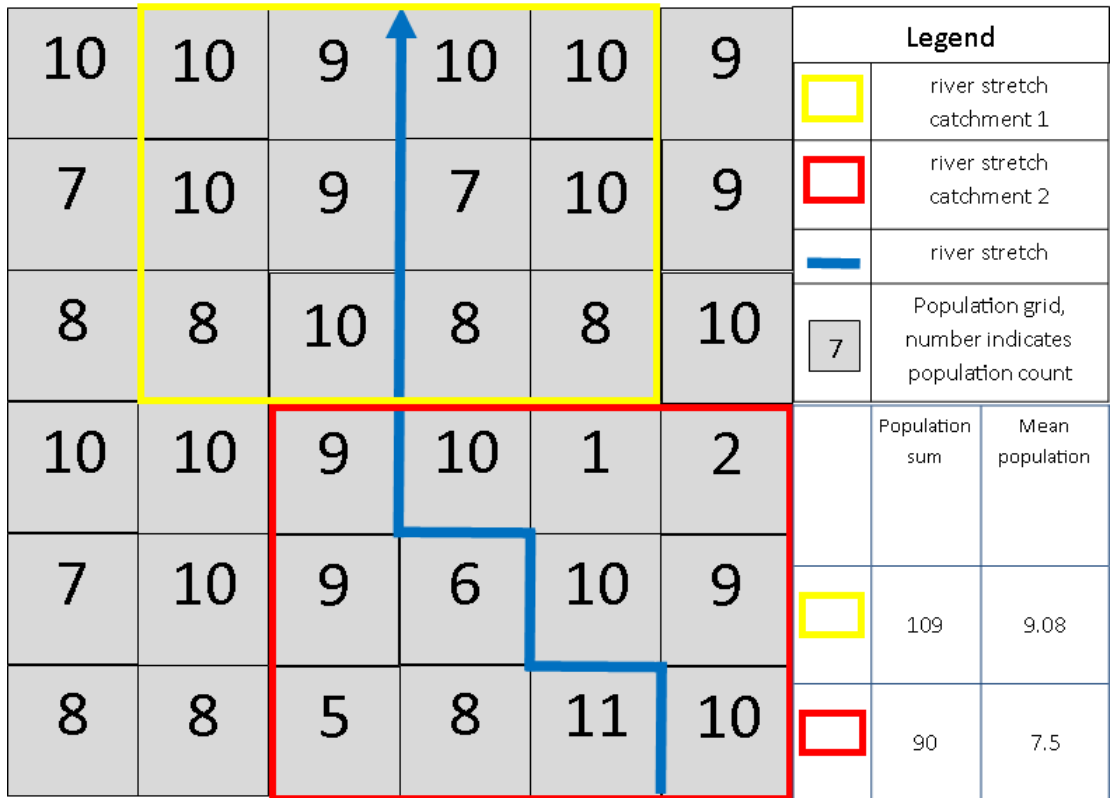 10 10 9 10 10 9
7 10 9 7 10 9
8 8 10 8 8 10
10 10 9 10 1 2
7 10 9 6 10 9
8 8 5 8 11 10
Legend
river stretch
catchment 1
river stretch
catchment 2
river stretch
7
Population grid,
number indicates
population count
Population
sum
Mean
population
109 9.08
90 7.5